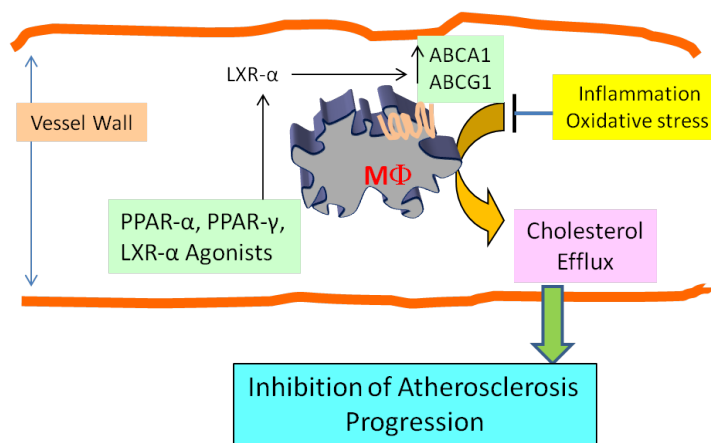 ABCA1
ABCG1
LXR-α
Inflammation
Oxidative stress
Vessel Wall
MΦ
PPAR-α, PPAR-γ,
LXR-α Agonists
Cholesterol
Efflux
Inhibition of Atherosclerosis
Progression